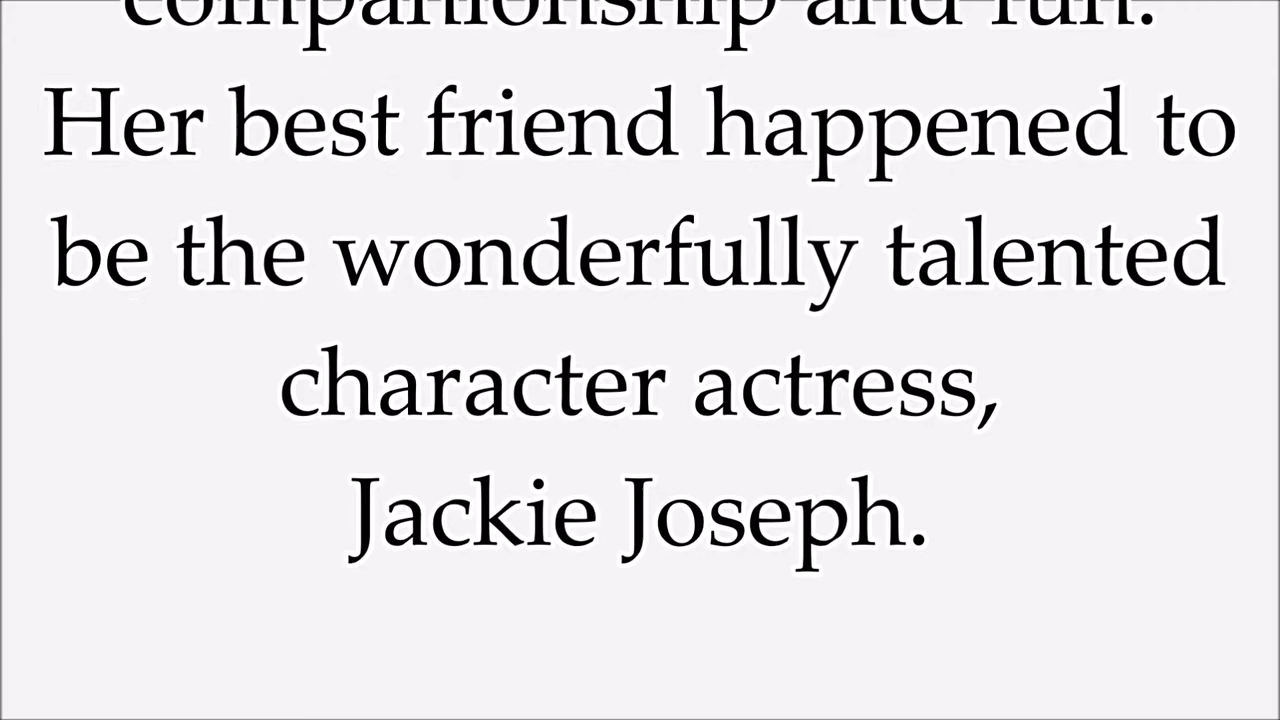 companionship and fun.
Her best friend happened to
be the wonderfully talented
character actress,
Jackie Joseph.